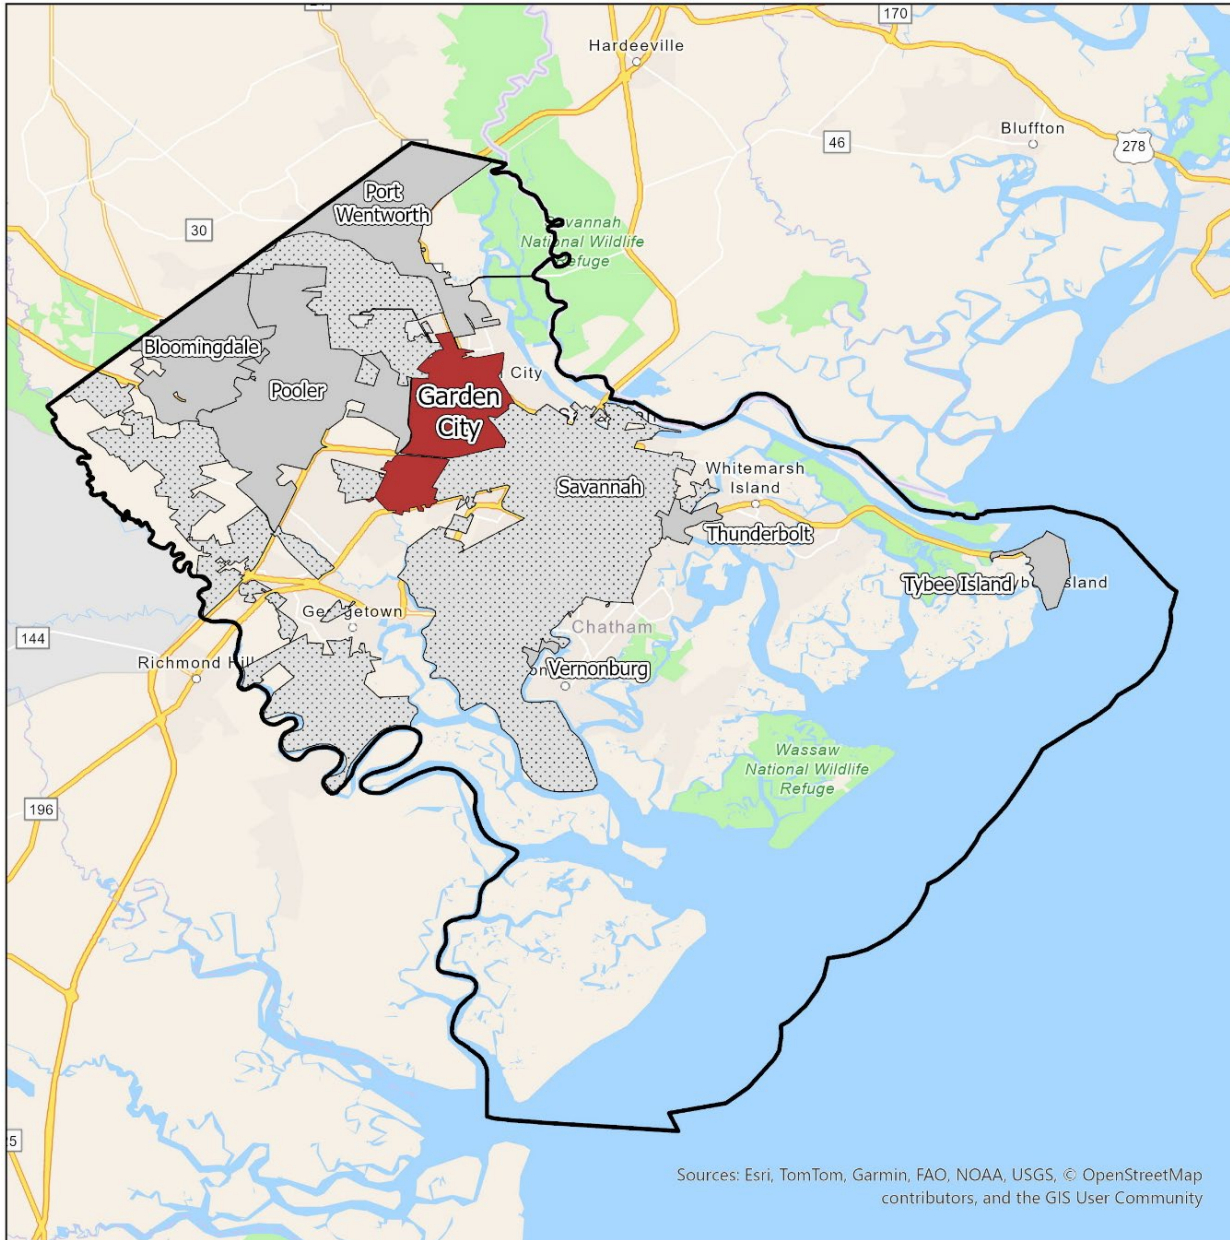 170
Hardeeville
46
Bluffton
278
Port
Wentworth
30
Savannah
National Wildlife
Refuge
Bloomingdale
Pooler
City
Garden
City
Savannah
Whitemarsh
Island
Thunderbolt
Tybee Island
Georgetown
Chatham
144
Richmond Hill
Vernonburg
Wassaw
National Wildlife
Refuge
196
Sources: Esri, TomTom, Garmin, FAO, NOAA, USGS, © OpenStreetMap
contributors, and the GIS User Community